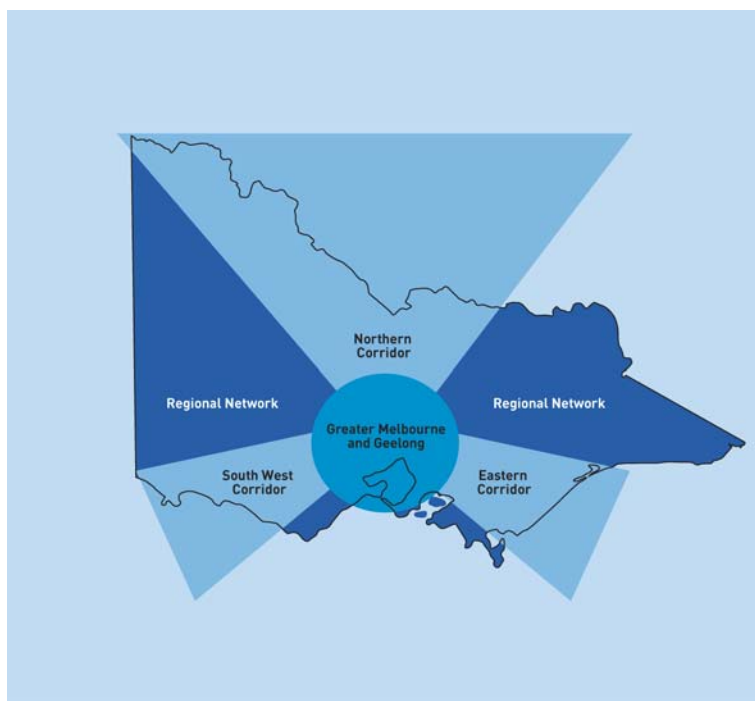 Northern
Corridor
Regional Network
Regional Network
Greater Melbourne
and Geelong
South West
Corridor
Eastern
Corridor